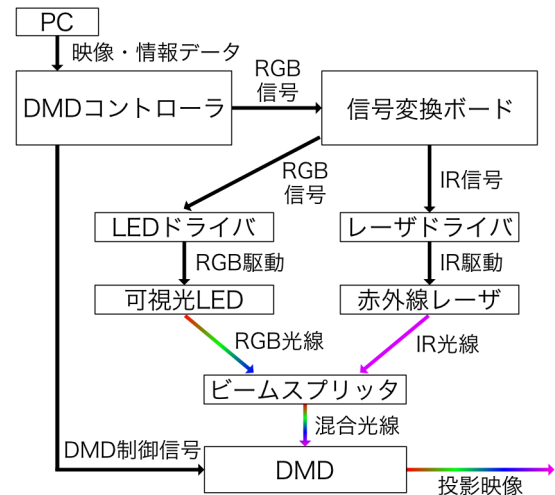 PC
映像・情報データ
DMDコントローラ
RGB
信号
信号変換ボード
RGB
信号
IR信号
LEDドライバ
レーザドライバ
RGB駆動
IR駆動
可視光LED
赤外線レーザ
RGB光線
IR光線
ビームスプリッタ
混合光線
DMD制御信号
DMD
投影映像